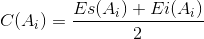 C(A_i) = \frac{Es(A_i) + Ei(A_i)}{2}